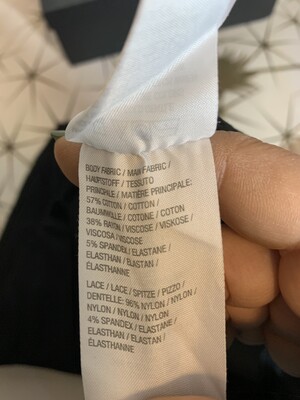 BODY FABRIC / MAIN FABRIC /
HAUPTSTOFF / TESSUTO
PRINCIPALE / MATIÈRE PRINCIPALE:
57% COTTON / COTTON /
BAUMWOLLE / COTONE / COTON
38% RAYON / VISCOSE / VISKOSE /
VISCOSA / VISCOSE
5% SPANDEX / ELASTANE /
ELASTHAN / ELASTAN /
ÉLASTHANNE
LACE / LACE / SPITZE / PIZZO /
DENTELLE: 96% NYLON / NYLON /
NYLON / NYLON / NYLON
4% SPANDEX / ELASTANE /
ELASTHAN / ELASTAN /
ÉLASTHANNE